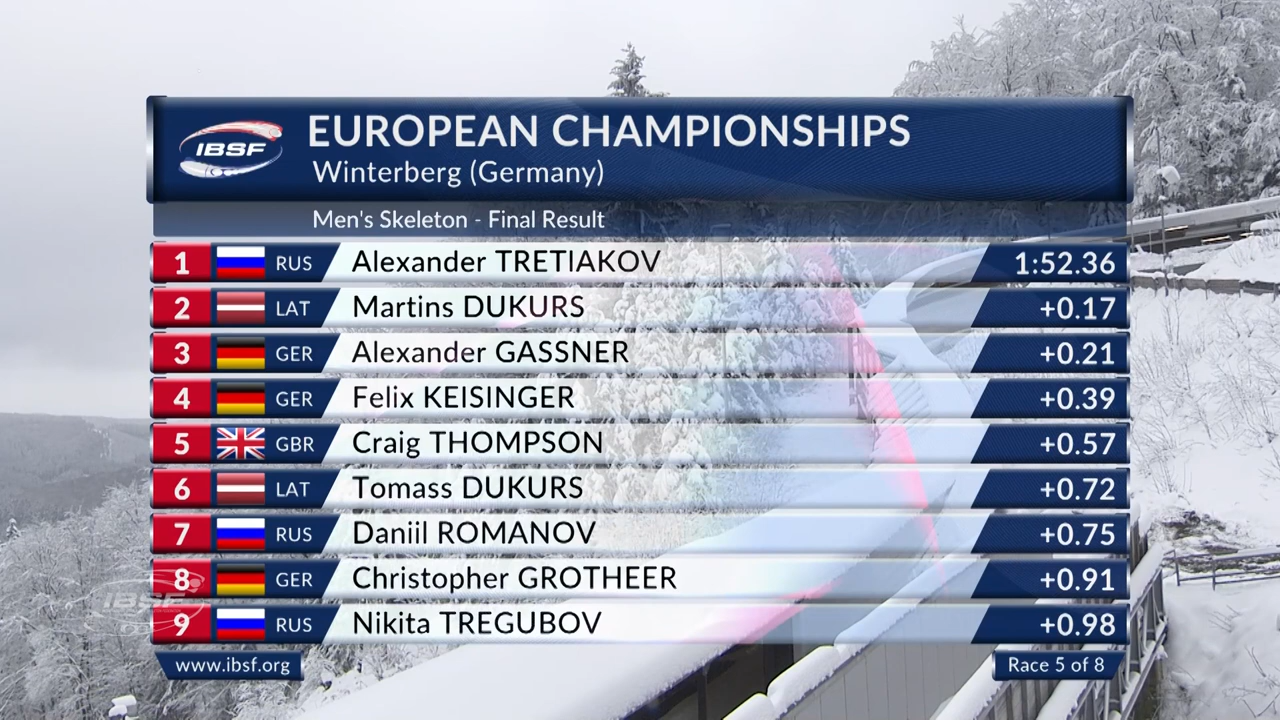 IBSF
EUROPEAN CHAMPIONSHIPS
Winterberg (Germany)
Men's Skeleton - Final Result
1 RUS Alexander TRETIAKOV 1:52.36
2 LAT Martins DUKURS +0.17
3 GER Alexander GASSNER +0.21
4 GER Felix KEISINGER +0.39
5 GBR Craig THOMPSON +0.57
6 LAT Tomass DUKURS +0.72
7 RUS Daniil ROMANOV +0.75
8 GER Christopher GROTHEER +0.91
IBSF
9 RUS Nikita TREGUBOV +0.98
www.ibsf.org Race 5 of 8